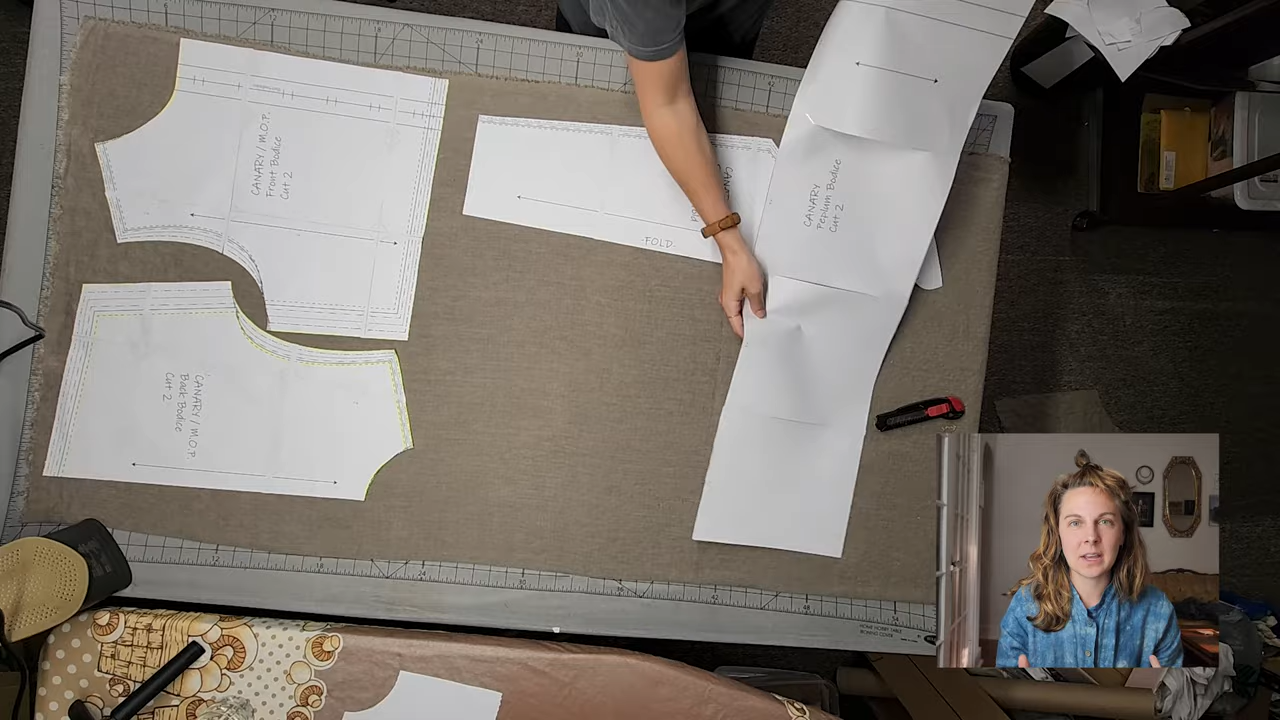 CANARY / M.O.P.
Front Bodice
Cut 2
CANARY / M.O.P.
Back Bodice
Cut 2
FOLD
CANARY
Peplum Bodice
Cut 2